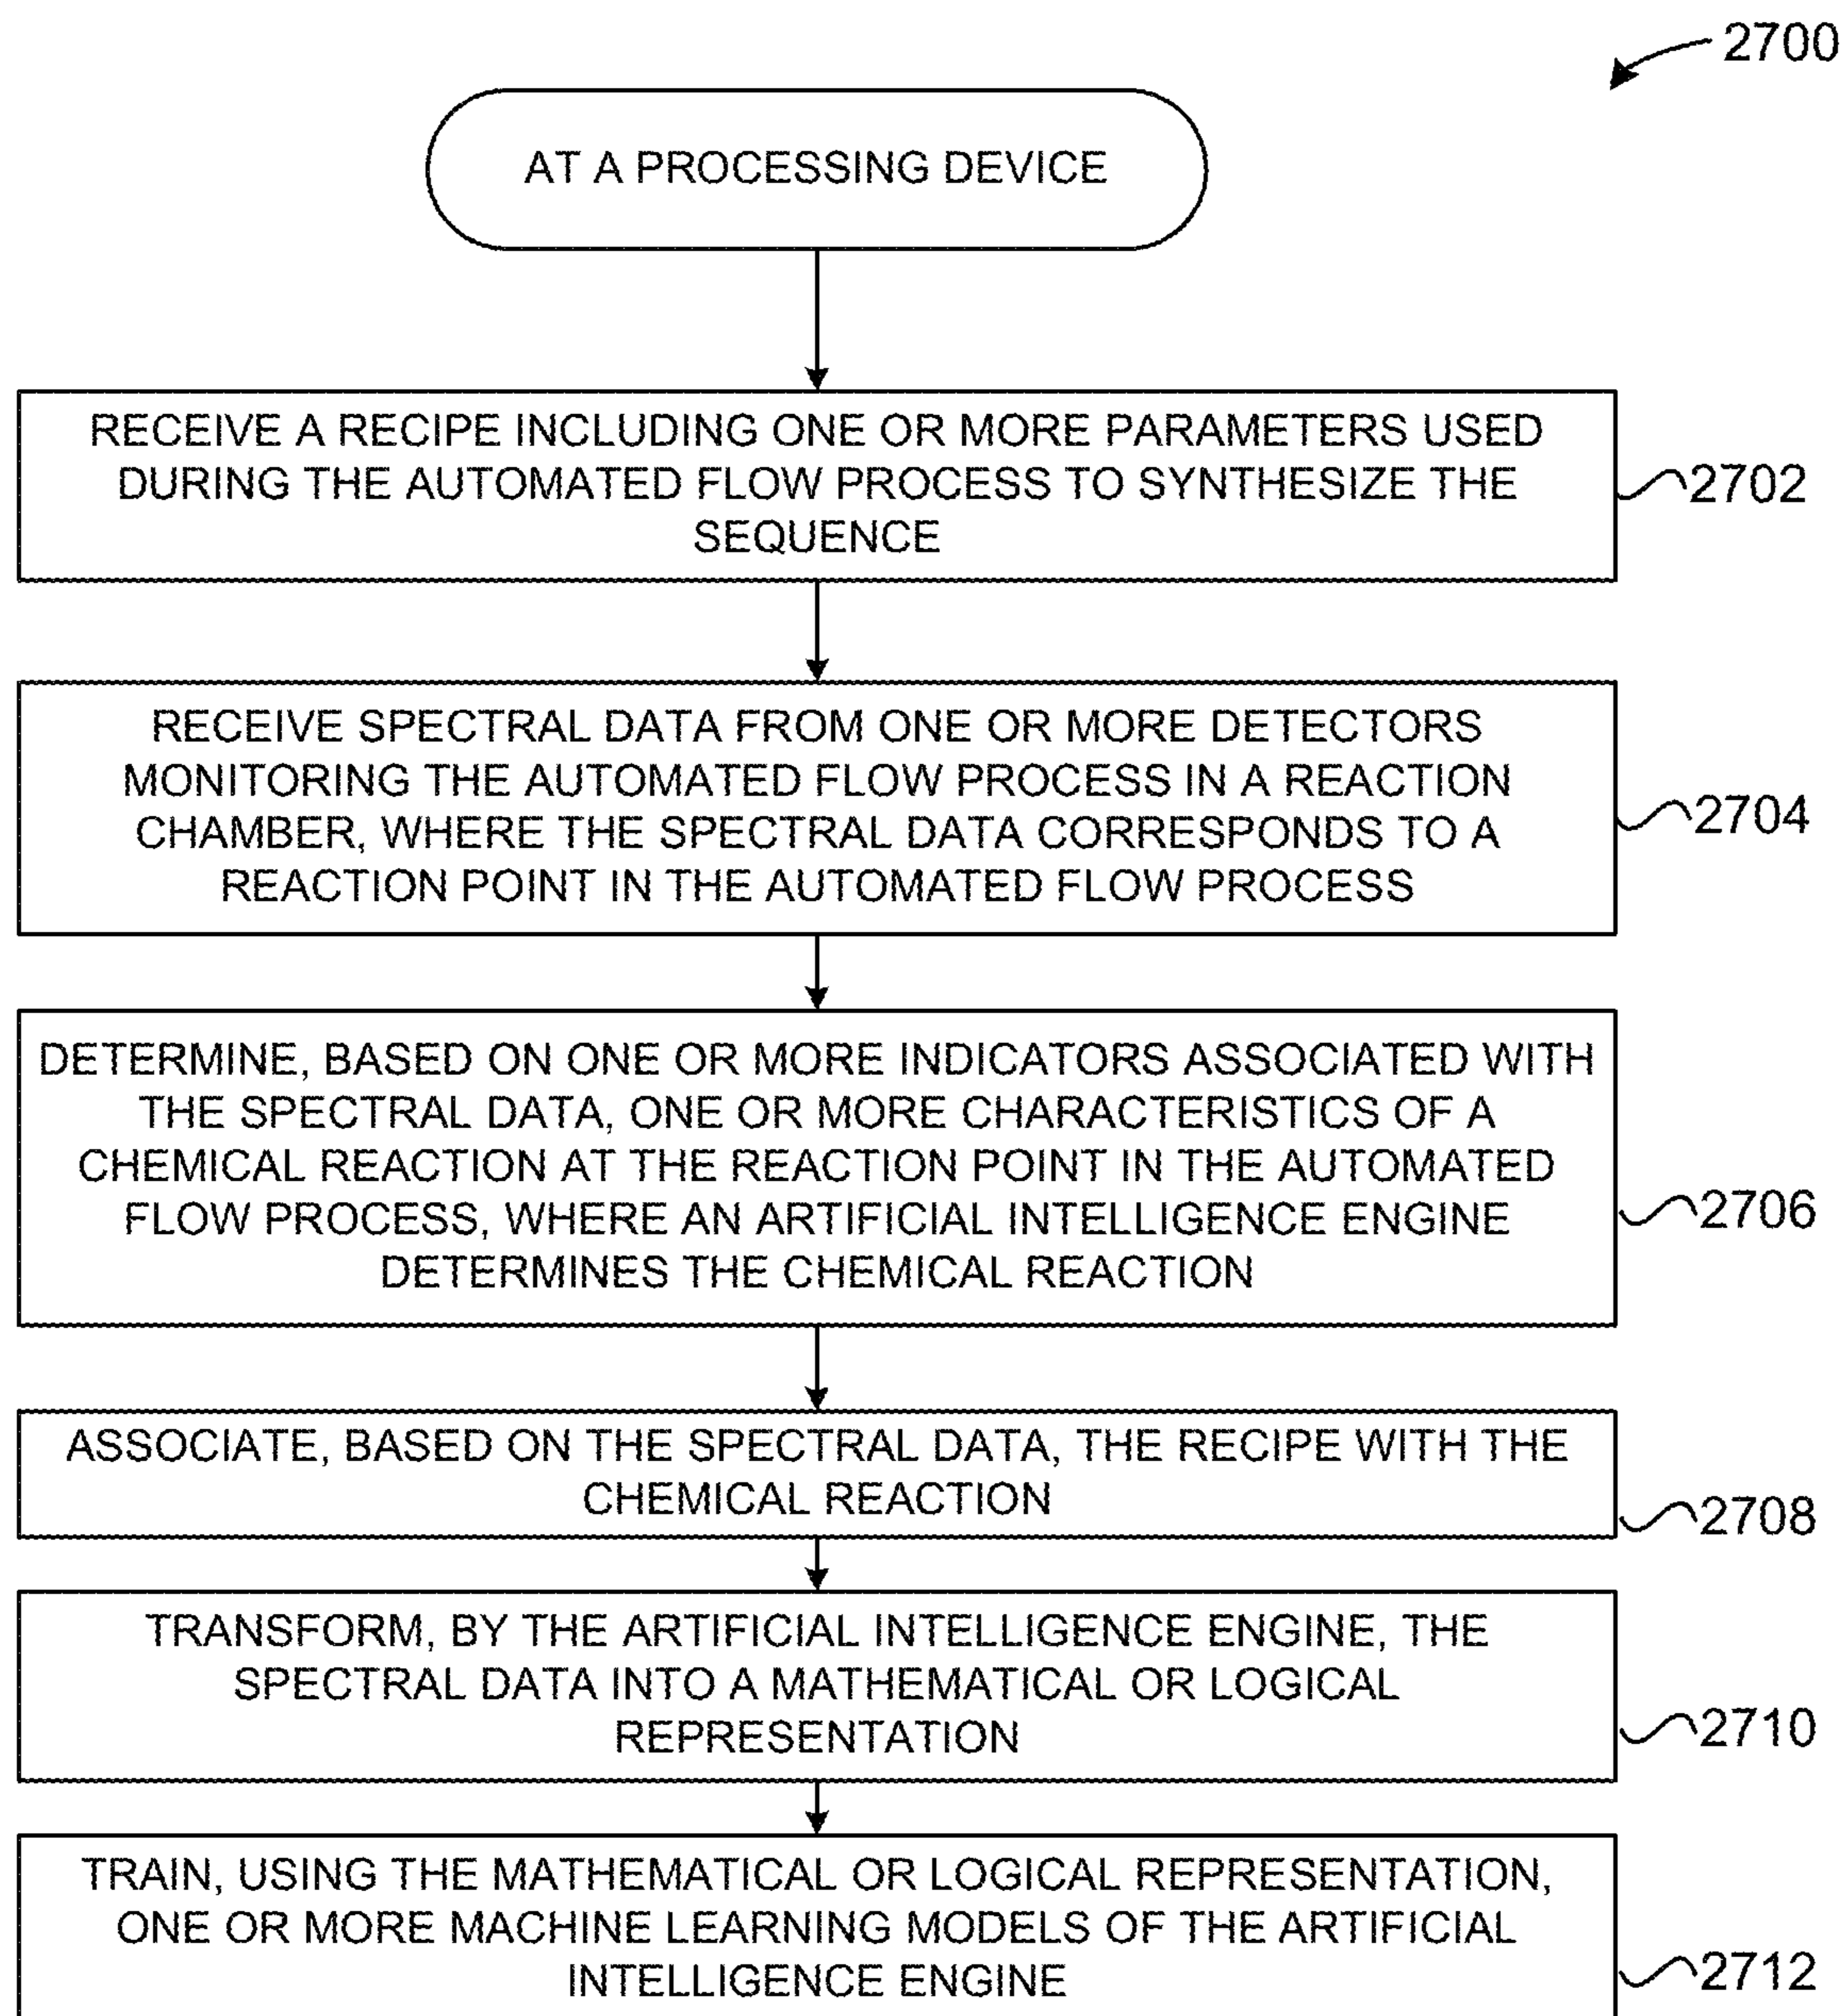 2700
AT A PROCESSING DEVICE
RECEIVE A RECIPE INCLUDING ONE OR MORE PARAMETERS USED
DURING THE AUTOMATED FLOW PROCESS TO SYNTHESIZE THE
SEQUENCE
2702
RECEIVE SPECTRAL DATA FROM ONE OR MORE DETECTORS
MONITORING THE AUTOMATED FLOW PROCESS IN A REACTION
CHAMBER, WHERE THE SPECTRAL DATA CORRESPONDS TO A
REACTION POINT IN THE AUTOMATED FLOW PROCESS
2704
DETERMINE, BASED ON ONE OR MORE INDICATORS ASSOCIATED WITH
THE SPECTRAL DATA, ONE OR MORE CHARACTERISTICS OF A
CHEMICAL REACTION AT THE REACTION POINT IN THE AUTOMATED
FLOW PROCESS, WHERE AN ARTIFICIAL INTELLIGENCE ENGINE
DETERMINES THE CHEMICAL REACTION
2706
ASSOCIATE, BASED ON THE SPECTRAL DATA, THE RECIPE WITH THE
CHEMICAL REACTION
2708
TRANSFORM, BY THE ARTIFICIAL INTELLIGENCE ENGINE, THE
SPECTRAL DATA INTO A MATHEMATICAL OR LOGICAL
REPRESENTATION
2710
TRAIN, USING THE MATHEMATICAL OR LOGICAL REPRESENTATION,
ONE OR MORE MACHINE LEARNING MODELS OF THE ARTIFICIAL
INTELLIGENCE ENGINE
2712